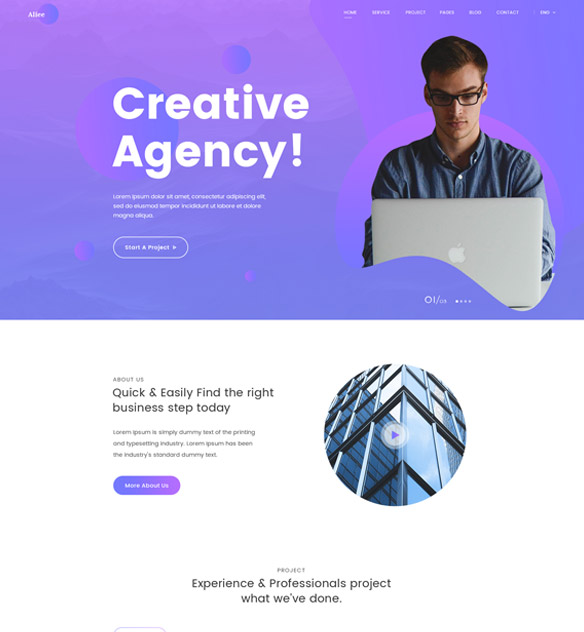 Allee
HOME SERVICE PROJECT PAGES BLOG CONTACT ENG
Creative
Agency!
Lorem ipsum dolor sit amet, consectetur adipiscing elit,
sed do eiusmod tempor incididunt ut labore et dolore
magna aliqua.
Start A Project
01/05
ABOUT US
Quick & Easily Find the right
business step today
Lorem Ipsum is simply dummy text of the printing
and typesetting industry. Lorem Ipsum has been
the industry's standard dummy text.
More About Us
PROJECT
Experience & Professionals project
what we've done.